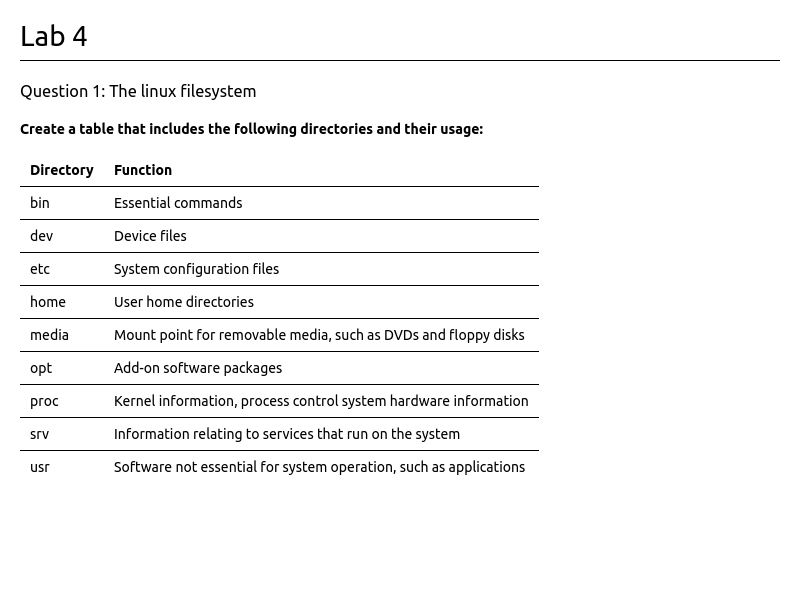 Lab 4
Question 1: The linux filesystem
Create a table that includes the following directories and their usage:
Directory Function
bin Essential commands
dev Device files
etc System configuration files
home User home directories
media Mount point for removable media, such as DVDs and floppy disks
opt Add-on software packages
proc Kernel information, process control system hardware information
srv Information relating to services that run on the system
usr Software not essential for system operation, such as applications